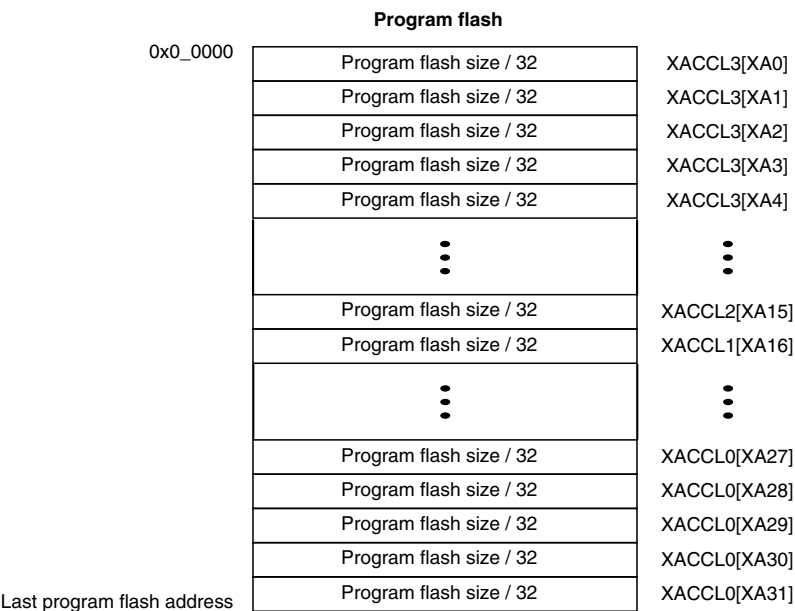 Program flash
0x0_0000
Program flash size / 32 XACCL3[XA0]
Program flash size / 32 XACCL3[XA1]
Program flash size / 32 XACCL3[XA2]
Program flash size / 32 XACCL3[XA3]
Program flash size / 32 XACCL3[XA4]
Program flash size / 32 XACCL2[XA15]
Program flash size / 32 XACCL1[XA16]
Program flash size / 32 XACCL0[XA27]
Program flash size / 32 XACCL0[XA28]
Program flash size / 32 XACCL0[XA29]
Program flash size / 32 XACCL0[XA30]
Program flash size / 32 XACCL0[XA31]
Last program flash address